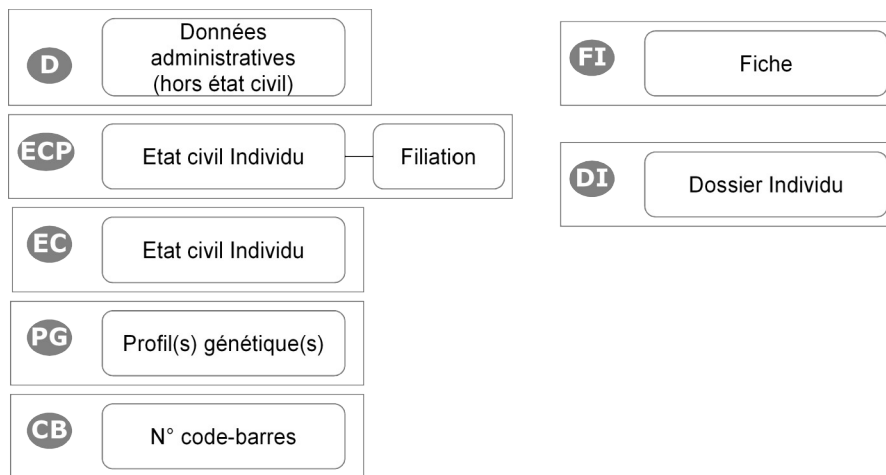 D
Données
administratives
(hors état civil)
ECP
Etat civil Individu
Filiation
EC
Etat civil Individu
PG
Profil(s) génétique(s)
CB
N° code-barres
FI
Fiche
DI
Dossier Individu